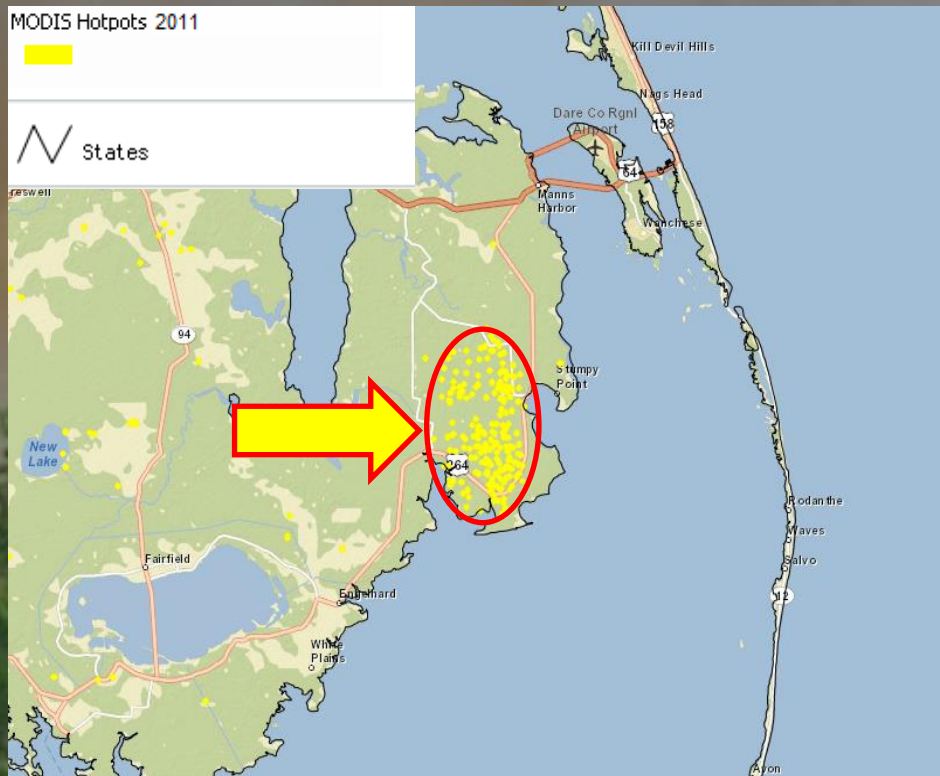 MODIS Hotpots 2011
States
Kill Devil Hills
Nags Head
Dare Co Rgnl
Airport
158
64
reswell
Manns
Harbor
Wanchese
94
Stumpy
Point
New
Lake
264
Rodanthe
Waves
Salvo
Fairfield
Engelhard
12
White
Plains
Avon